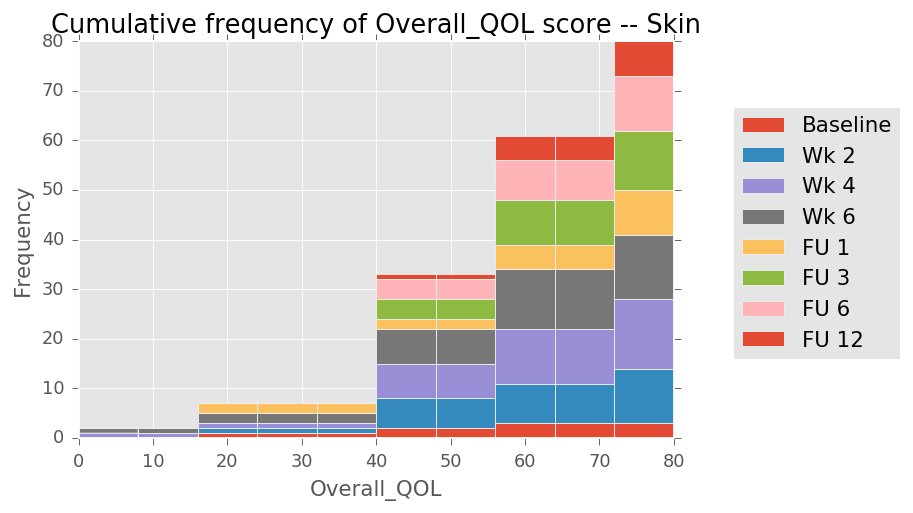 Cumulative frequency of Overall_QOL score -- Skin
80
70
60
50
40
30
20
10
0
Frequency
0 10 20 30 40 50 60 70 80
Overall_QOL
Baseline
Wk 2
Wk 4
Wk 6
FU 1
FU 3
FU 6
FU 12